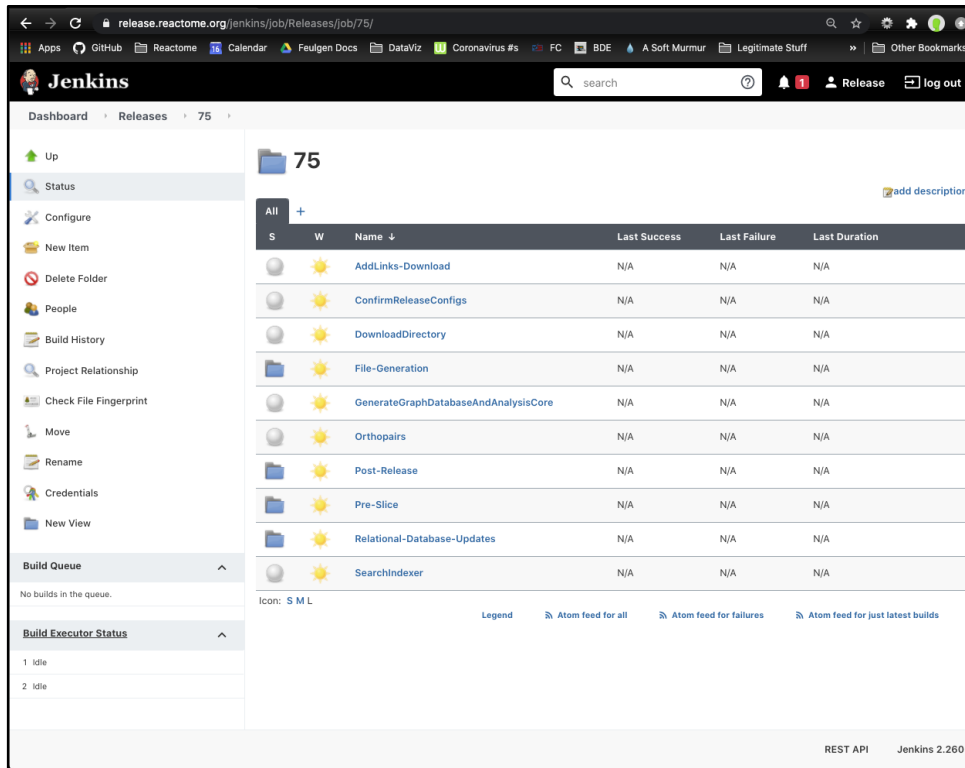 release.reactome.org/jenkins/job/Releases/job/75/
Apps GitHub Reactome 16 Calendar Feulgen Docs DataViz Coronavirus #s FC BDE A Soft Murmur Legitimate Stuff » Other Bookmarks
Jenkins search 1 Release log out
Dashboard Releases 75
Up
Status
Configure
New Item
Delete Folder
People
Build History
Project Relationship
Check File Fingerprint
Move
Rename
Credentials
New View
Build Queue
No builds in the queue.
Build Executor Status
1 Idle
2 Idle
75
add description
All +
S W Name ↓ Last Success Last Failure Last Duration
AddLinks-Download N/A N/A N/A
ConfirmReleaseConfigs N/A N/A N/A
DownloadDirectory N/A N/A N/A
File-Generation N/A N/A N/A
GenerateGraphDatabaseAndAnalysisCore N/A N/A N/A
Orthopairs N/A N/A N/A
Post-Release N/A N/A N/A
Pre-Slice N/A N/A N/A
Relational-Database-Updates N/A N/A N/A
SearchIndexer N/A N/A N/A
Icon: S M L
Legend Atom feed for all Atom feed for failures Atom feed for just latest builds
REST API Jenkins 2.260